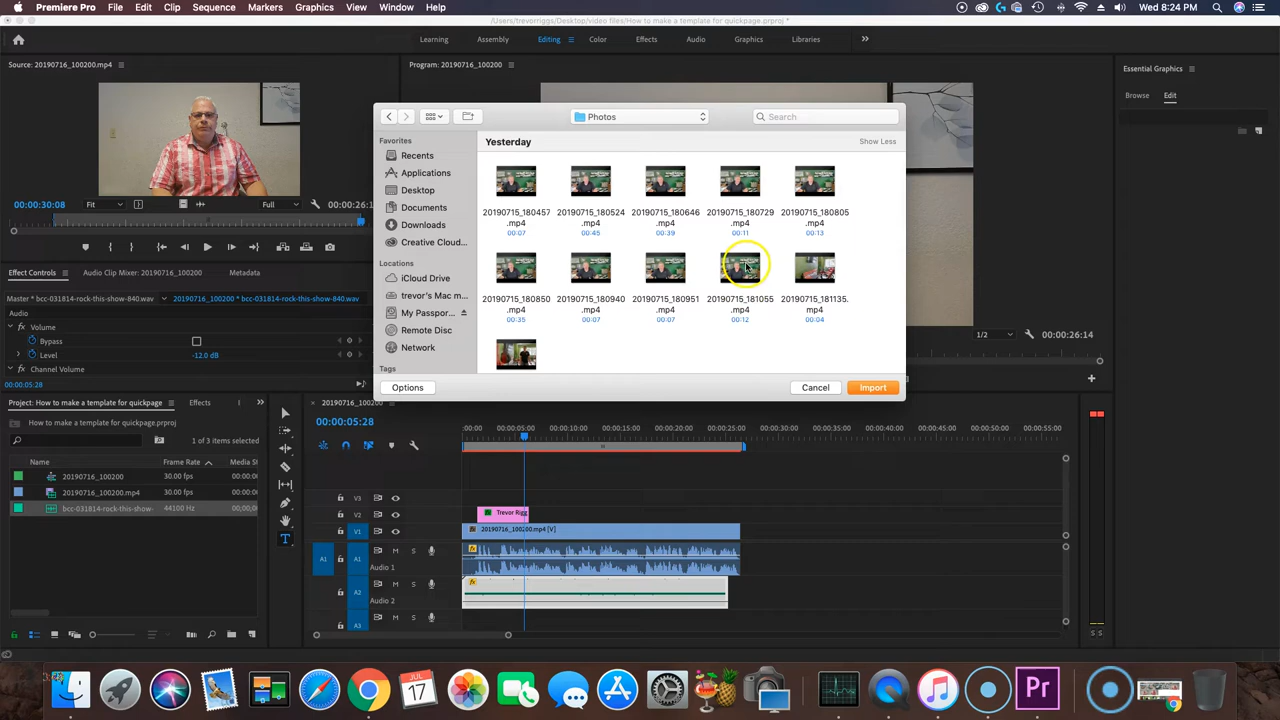 Premiere Pro File Edit Clip Sequence Markers Graphics View Window Help Wed 8:24 PM
/Users/trevorriggs/Desktop/video files/How to make a template for quickpage.prproj *
Learning Assembly Editing Color Effects Audio Graphics Libraries
Source: 20190716_100200.mp4 Program: 20190716_100200 Essential Graphics
Browse Edit
Photos Search
Favorites
Recents
Applications
Desktop
Documents
Downloads
Creative Cloud...
Locations
iCloud Drive
trevor's Mac m...
My Passpor...
Remote Disc
Network
Tags
Yesterday Show Less
20190715_180457 20190715_180524 20190715_180646 20190715_180729 20190715_180805
.mp4 .mp4 .mp4 .mp4 .mp4
00:07 00:45 00:39 00:11 00:13
20190715_180850 20190715_180940 20190715_180951 20190715_181055 20190715_181135.
.mp4 .mp4 .mp4 .mp4 mp4
00:35 00:07 00:07 00:12 00:04
Options Cancel Import
00:00:30:08 Fit Full 00:00:26:1
1/2 00:00:26:14
Effect Controls Audio Clip Mixer: 20190716_100200 Metadata
Master * bcc-031814-rock-this-show-840.wav 20190716_100200 * bcc-031814-rock-this-show-840.wav
Audio
fx Volume
Bypass
Level -12.0 dB
Channel Volume
00:00:05:28
Project: How to make a template for quickpage Effects
How to make a template for quickpage.prproj
1 of 3 items selected
Name Frame Rate Media St
20190716_100200 30.00 fps 00:00:0
20190716_100200.mp4 30.00 fps 00:00:0
bcc-031814-rock-this-show- 44100 Hz 00;00;0
20190716_100200
00:00:05:28
:00:00 00:00:05:00 00:00:10:00 00:00:15:00 00:00:20:00 00:00:25:00 00:00:30:00 00:00:35:00 00:00:40:00 00:00:45:00 00:00:50:00 00:00:55:00
V3
V2 Trevor Rigg
V1 20190716_100200.mp4 [V]
A1 A1 M S
Audio 1
A2 M S
Audio 2
A3 M S
S S
JUL
17
Pr